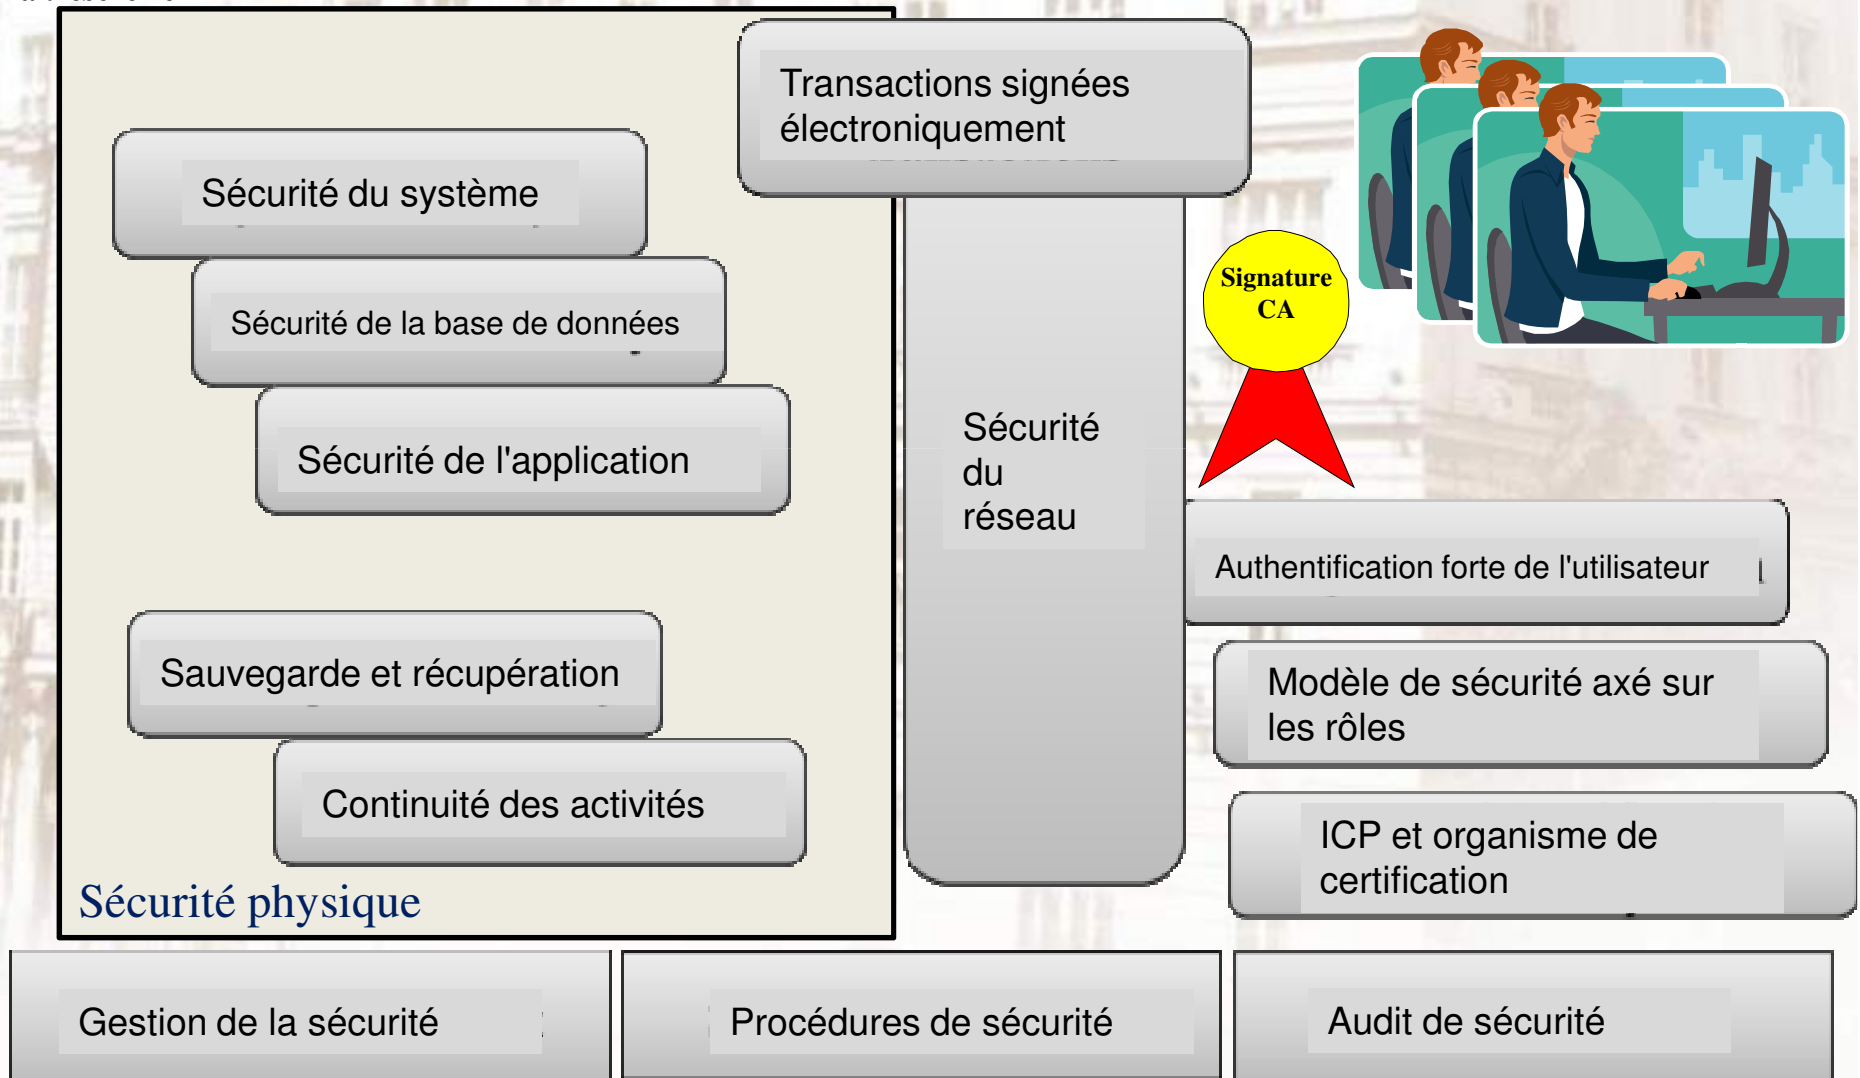 Transactions signées
électroniquement
Sécurité du système
Signature
CA
Sécurité de la base de données
Sécurité de l'application
Sécurité
du
réseau
Authentification forte de l'utilisateur
Sauvegarde et récupération
Modèle de sécurité axé sur
les rôles
Continuité des activités
ICP et organisme de
certification
Sécurité physique
Gestion de la sécurité
Procédures de sécurité
Audit de sécurité